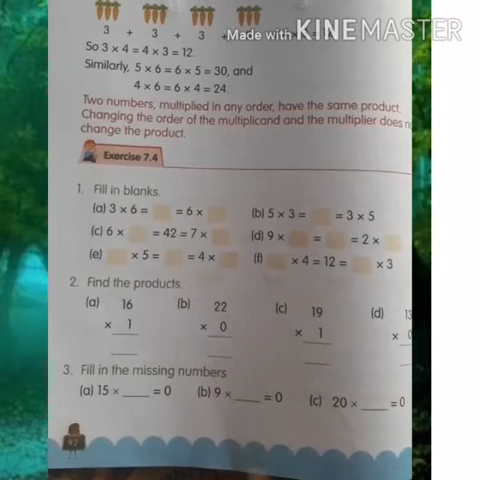 3 + 3 + 3 +
Made with KINEMASTER
So 3 × 4 = 4 × 3 = 12.
Similarly, 5 × 6 = 6 × 5 = 30, and
4 × 6 = 6 × 4 = 24.
Two numbers, multiplied in any order, have the same product.
Changing the order of the multiplicand and the multiplier does
change the product.
Exercise 7.4
1. Fill in blanks.
(a) 3 × 6 = = 6 × (b) 5 × 3 = = 3 × 5
(c) 6 × = 42 = 7 × (d) 9 × = = 2 ×
(e) × 5 = = 4 × (f) × 4 = 12 = × 3
2. Find the products.
(a) 16 (b) 22 (c) 19 (d) 13
× 1 × 0 × 1 × 0
3. Fill in the missing numbers
(a) 15 × ____ = 0 (b) 9 × ____ = 0 (c) 20 × ____ = 0
92